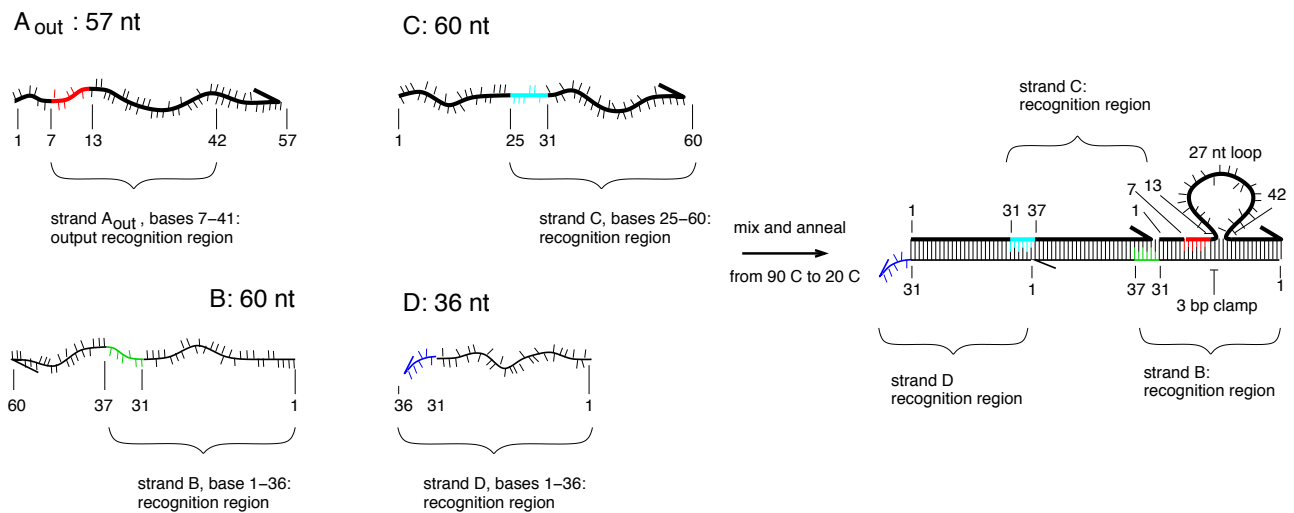 A out : 57 nt
1 7 13 42 57
strand A out , bases 7–41:
output recognition region
C: 60 nt
1 25 31 60
strand C, bases 25–60:
recognition region
B: 60 nt
60 37 31 1
strand B, base 1–36:
recognition region
D: 36 nt
36 31 1
strand D, bases 1–36:
recognition region
mix and anneal
from 90 C to 20 C
strand C:
recognition region
27 nt loop
1 31 37 1 7 13 42
31 1 37 31 1
3 bp clamp
strand D
recognition region
strand B:
recognition region